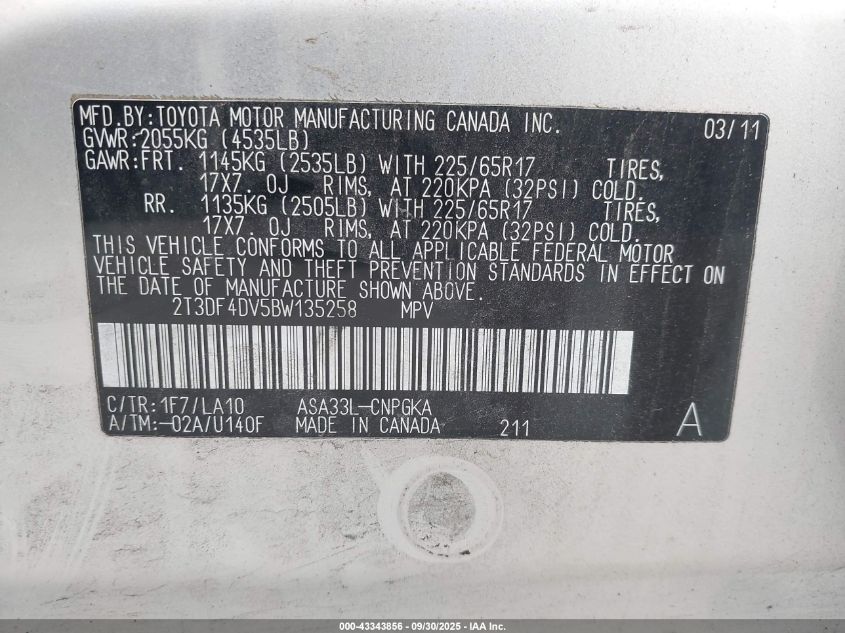 MFD.BY:TOYOTA MOTOR MANUFACTURING CANADA INC. 03/11
GVWR:2055KG (4535LB)
GAWR:FRT. 1145KG (2535LB) WITH 225/65R17 TIRES,
17X7. 0J RIMS, AT 220KPA (32PSI) COLD.
RR. 1135KG (2505LB) WITH 225/65R17 TIRES,
17X7. 0J RIMS, AT 220KPA (32PSI) COLD.
THIS VEHICLE CONFORMS TO ALL APPLICABLE FEDERAL MOTOR
VEHICLE SAFETY AND THEFT PREVENTION STANDARDS IN EFFECT ON
THE DATE OF MANUFACTURE SHOWN ABOVE.
2T3DF4DV5BW135258 MPV
C/TR:1F7/LA10 ASA33L-CNPGKA
A/TM:-02A/U140F MADE IN CANADA 211 A
000-43343856 - 09/30/2025 - IAA Inc.